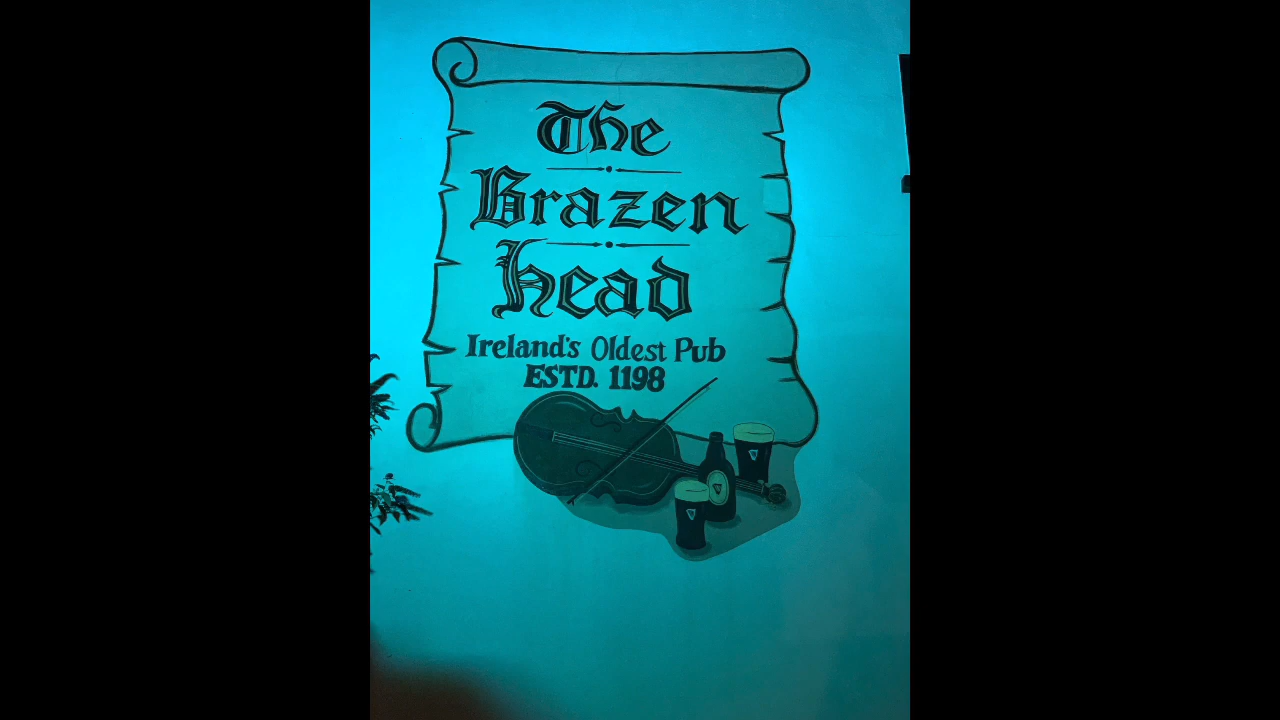 The
Brazen
head
Ireland's Oldest Pub
ESTD. 1198